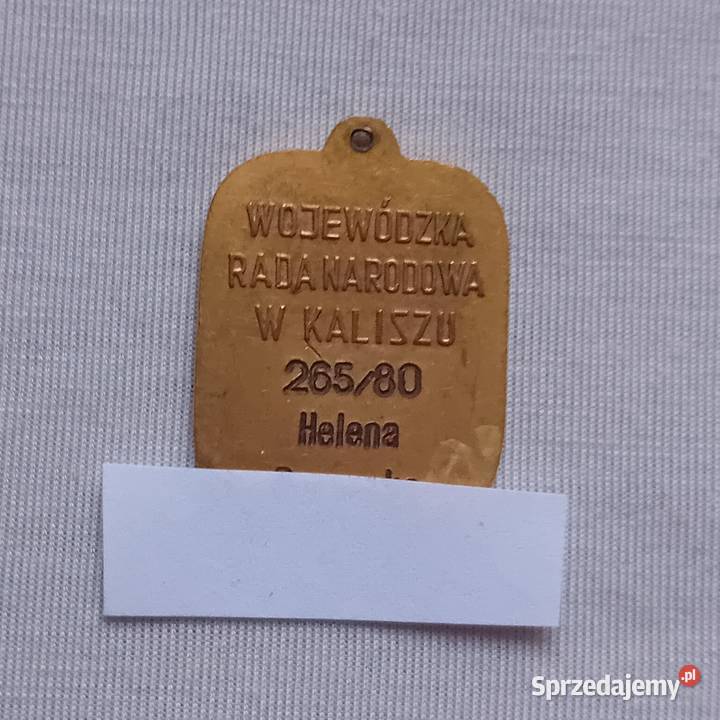 WOJEWÓDZKA
RADA NARODOWA
W KALISZU
265/80
Helena
Sprzedajemy.pl